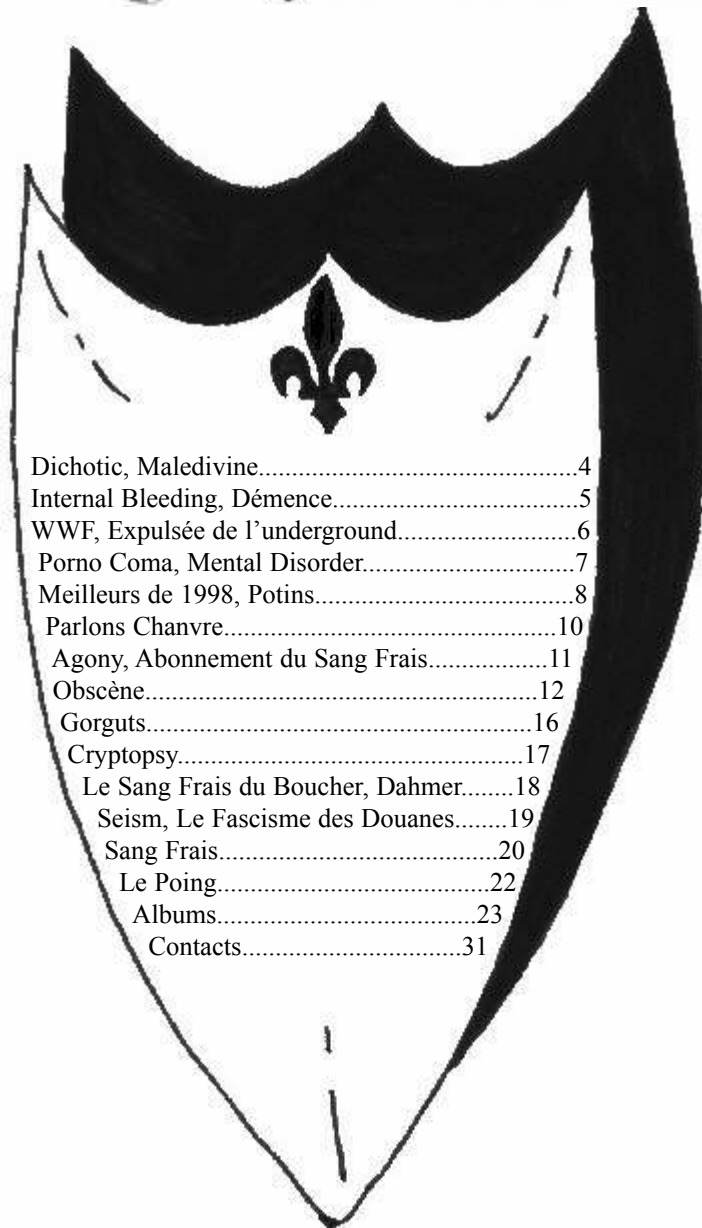 Dichotic, Maledivine................................................4
Internal Bleeding, Démence.....................................5
WWF, Expulsée de l’underground...........................6
Porno Coma, Mental Disorder................................7
Meilleurs de 1998, Potins.......................................8
Parlons Chanvre....................................................10
Agony, Abonnement du Sang Frais..................11
Obscène................................................................12
Gorguts..............................................................16
Cryptopsy.........................................................17
Le Sang Frais du Boucher, Dahmer........18
Seism, Le Fascisme des Douanes........19
Sang Frais...........................................20
Le Poing..........................................22
Albums...........................................23
Contacts.................................31